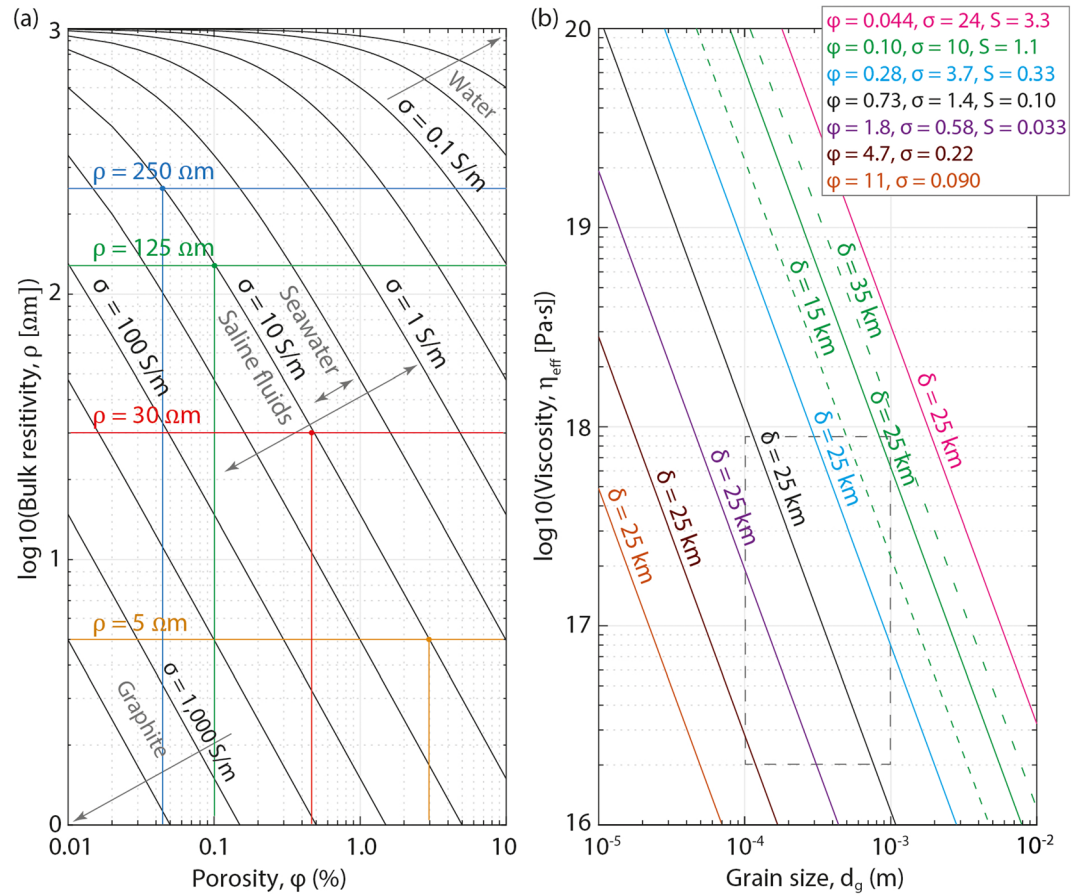 (a)
3
2
1
0
log10(Bulk resitivity, ρ [Ωm])
0.01
0.1
1.0
10
Porosity, φ (%)
Water
σ = 0.1 S/m
ρ = 250 Ωm
ρ = 125 Ωm
σ = 100 S/m
σ = 10 S/m
Saline fluids
Seawater
σ = 1 S/m
ρ = 30 Ωm
ρ = 5 Ωm
σ = 1,000 S/m
Graphite
(b)
20
19
18
17
16
log10(Viscosity, ηeff [Pa·s])
10-5
10-4
10-3
10-2
Grain size, dg (m)
φ = 0.044, σ = 24, S = 3.3
φ = 0.10, σ = 10, S = 1.1
φ = 0.28, σ = 3.7, S = 0.33
φ = 0.73, σ = 1.4, S = 0.10
φ = 1.8, σ = 0.58, S = 0.033
φ = 4.7, σ = 0.22
φ = 11, σ = 0.090
δ = 35 km
δ = 15 km
δ = 25 km
δ = 25 km
δ = 25 km
δ = 25 km
δ = 25 km
δ = 25 km
δ = 25 km